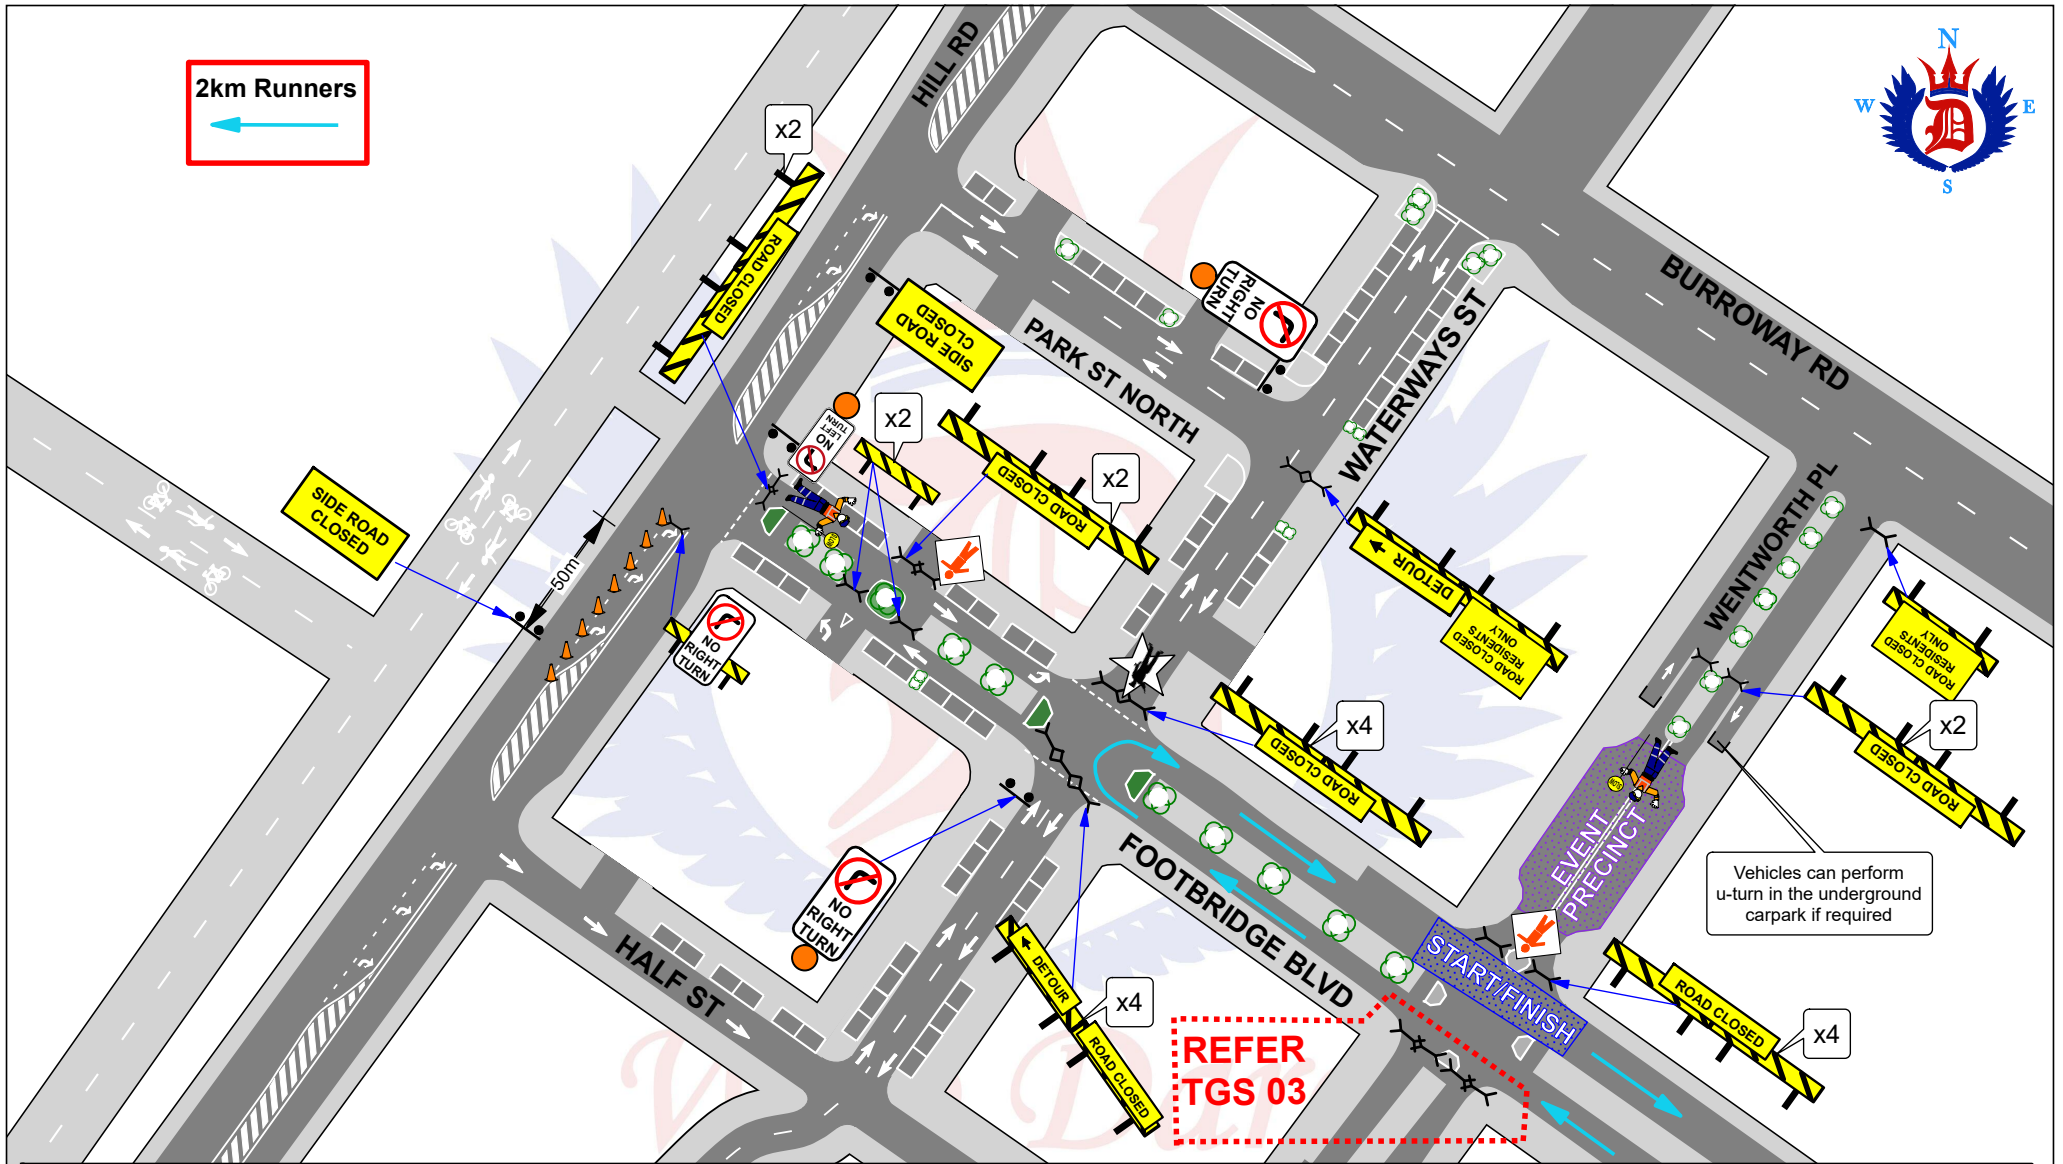 2km Runners
HILL RD
N
W
E
S
D
x2
ROAD CLOSED
SIDE ROAD
CLOSED
NO
RIGHT
TURN
PARK ST NORTH
WATERWAYS ST
BURROWAY RD
NO
LEFT
TURN
x2
ROAD CLOSED
x2
SIDE ROAD
CLOSED
50m
SLOW
NO
RIGHT
TURN
DETOUR
ROAD CLOSED
RESIDENTS
ONLY
WENTWORTH PL
ROAD CLOSED
RESIDENTS
ONLY
ROAD CLOSED
x4
ROAD CLOSED
x2
SLOW
EVENT
PRECINCT
Vehicles can perform
u-turn in the underground
carpark if required
NO
RIGHT
TURN
FOOTBRIDGE BLVD
HALF ST
DETOUR
ROAD CLOSED
x4
START/FINISH
ROAD CLOSED
x4
REFER
TGS 03